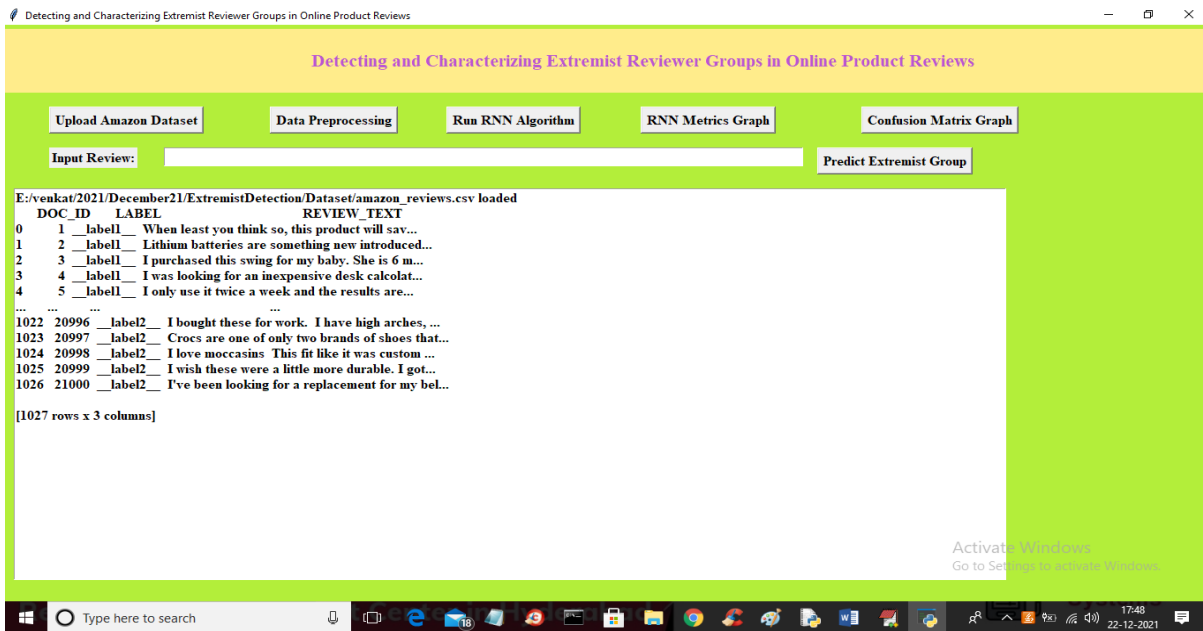 Detecting and Characterizing Extremist Reviewer Groups in Online Product Reviews
Detecting and Characterizing Extremist Reviewer Groups in Online Product Reviews
Upload Amazon Dataset Data Preprocessing Run RNN Algorithm RNN Metrics Graph Confusion Matrix Graph
Input Review: Predict Extremist Group
E:/venkat/2021/December21/ExtremistDetection/Dataset/amazon_reviews.csv loaded
DOC_ID LABEL REVIEW_TEXT
0 1 __label1__ When least you think so, this product will sav...
1 2 __label1__ Lithium batteries are something new introduced...
2 3 __label1__ I purchased this swing for my baby. She is 6 m...
3 4 __label1__ I was looking for an inexpensive desk calcolat...
4 5 __label1__ I only use it twice a week and the results are...
... ... ... ...
1022 20996 __label2__ I bought these for work. I have high arches, ...
1023 20997 __label2__ Crocs are one of only two brands of shoes that...
1024 20998 __label2__ I love moccasins This fit like it was custom ...
1025 20999 __label2__ I wish these were a little more durable. I got...
1026 21000 __label2__ I've been looking for a replacement for my bel...
[1027 rows x 3 columns]
Activate Windows
Go to Settings to activate Windows.
Type here to search
18
17:48
22-12-2021